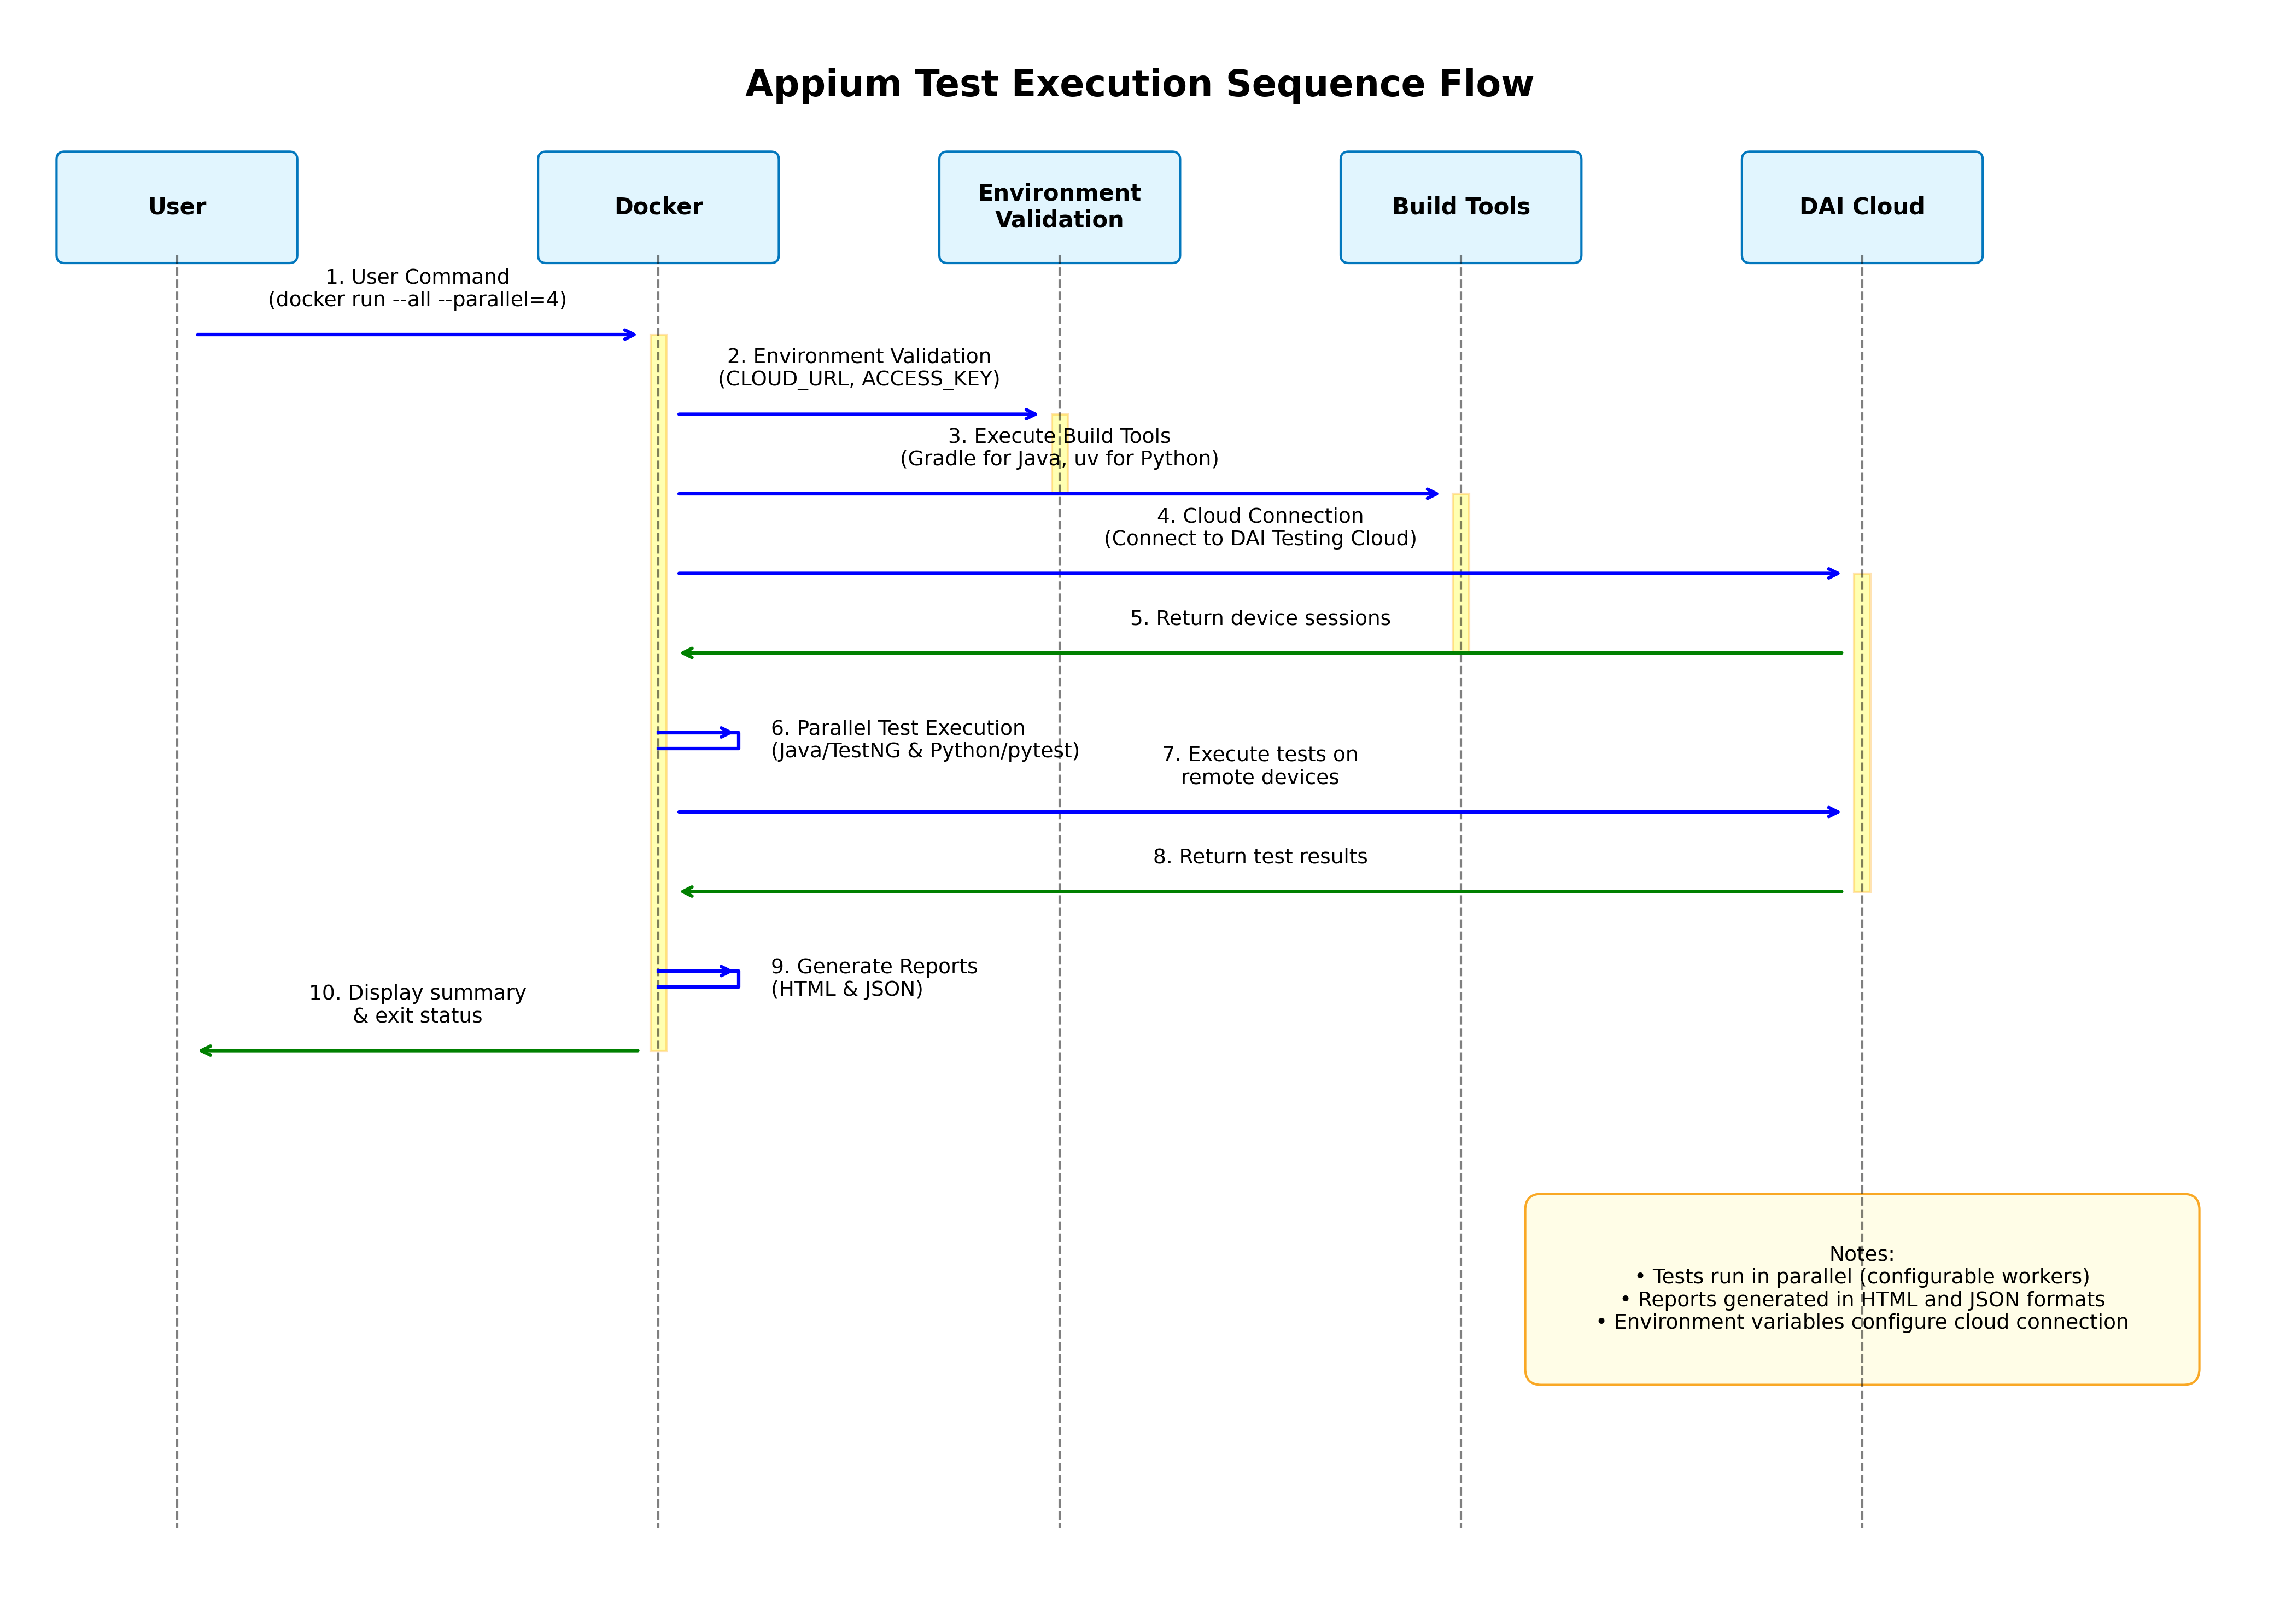 Appium Test Execution Sequence Flow
User
Docker
Environment
Validation
Build Tools
DAI Cloud
1. User Command
(docker run --all --parallel=4)
2. Environment Validation
(CLOUD_URL, ACCESS_KEY)
3. Execute Build Tools
(Gradle for Java, uv for Python)
4. Cloud Connection
(Connect to DAI Testing Cloud)
5. Return device sessions
6. Parallel Test Execution
(Java/TestNG & Python/pytest)
7. Execute tests on
remote devices
8. Return test results
9. Generate Reports
(HTML & JSON)
10. Display summary
& exit status
Notes:
• Tests run in parallel (configurable workers)
• Reports generated in HTML and JSON formats
• Environment variables configure cloud connection